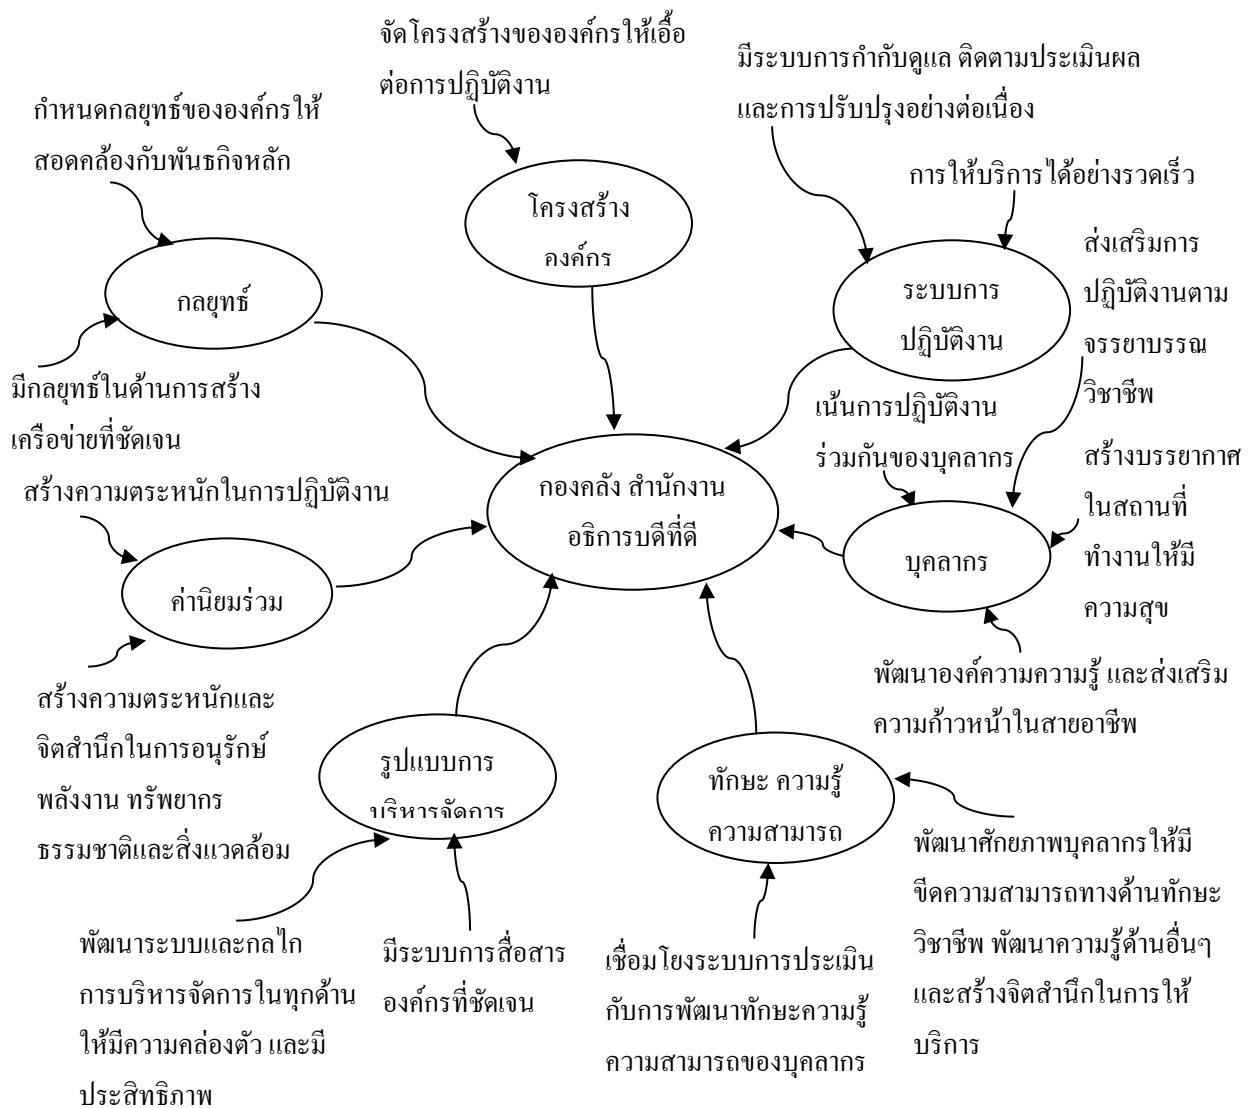 จัดโครงสร้างขององค์กรให้เอื้อ
ต่อการปฏิบัติงาน
มีระบบการกำกับดูแล ติดตามประเมินผล
และการปรับปรุงอย่างต่อเนื่อง
กำหนดกลยุทธ์ขององค์กรให้
สอดคล้องกับพันธกิจหลัก
การให้บริการได้อย่างรวดเร็ว
โครงสร้าง
องค์กร
ส่งเสริมการ
ปฏิบัติงานตาม
จรรยาบรรณ
วิชาชีพ
กลยุทธ์
ระบบการ
ปฏิบัติงาน
มีกลยุทธ์ในด้านการสร้าง
เครือข่ายที่ชัดเจน
เน้นการปฏิบัติงาน
ร่วมกันของบุคลากร
สร้างบรรยากาศ
ในสถานที่
ทำงานให้มี
ความสุข
สร้างความตระหนักในการปฏิบัติงาน
กองคลัง สำนักงาน
อธิการบดีที่ดี
บุคลากร
ค่านิยมร่วม
พัฒนาองค์ความความรู้ และส่งเสริม
ความก้าวหน้าในสายอาชีพ
สร้างความตระหนักและ
จิตสำนึกในการอนุรักษ์
พลังงาน ทรัพยากร
ธรรมชาติและสิ่งแวดล้อม
รูปแบบการ
บริหารจัดการ
ทักษะ ความรู้
ความสามารถ
พัฒนาศักยภาพบุคลากรให้มี
ขีดความสามารถทางด้านทักษะ
วิชาชีพ พัฒนาความรู้ด้านอื่นๆ
และสร้างจิตสำนึกในการให้
บริการ
พัฒนาระบบและกลไก
การบริหารจัดการในทุกด้าน
ให้มีความคล่องตัว และมี
ประสิทธิภาพ
มีระบบการสื่อสาร
องค์กรที่ชัดเจน
เชื่อมโยงระบบการประเมิน
กับการพัฒนาทักษะความรู้
ความสามารถของบุคลากร